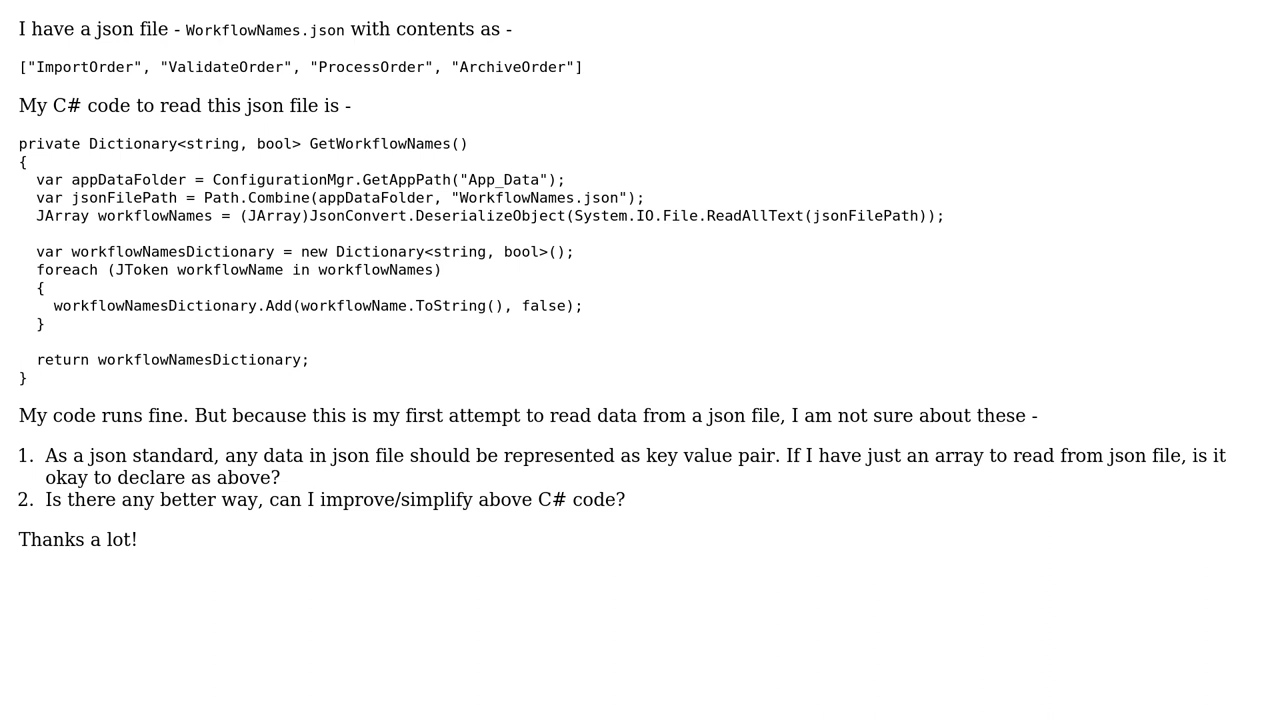 I have a json file - WorkflowNames.json with contents as -
["ImportOrder", "ValidateOrder", "ProcessOrder", "ArchiveOrder"]
My C# code to read this json file is -
private Dictionary<string, bool> GetWorkflowNames()
{
  var appDataFolder = ConfigurationMgr.GetAppPath("App_Data");
  var jsonFilePath = Path.Combine(appDataFolder, "WorkflowNames.json");
  JArray workflowNames = (JArray)JsonConvert.DeserializeObject(System.IO.File.ReadAllText(jsonFilePath));

  var workflowNamesDictionary = new Dictionary<string, bool>();
  foreach (JToken workflowName in workflowNames)
  {
    workflowNamesDictionary.Add(workflowName.ToString(), false);
  }

  return workflowNamesDictionary;
}
My code runs fine. But because this is my first attempt to read data from a json file, I am not sure about these -
1. As a json standard, any data in json file should be represented as key value pair. If I have just an array to read from json file, is it
okay to declare as above?
2. Is there any better way, can I improve/simplify above C# code?
Thanks a lot!